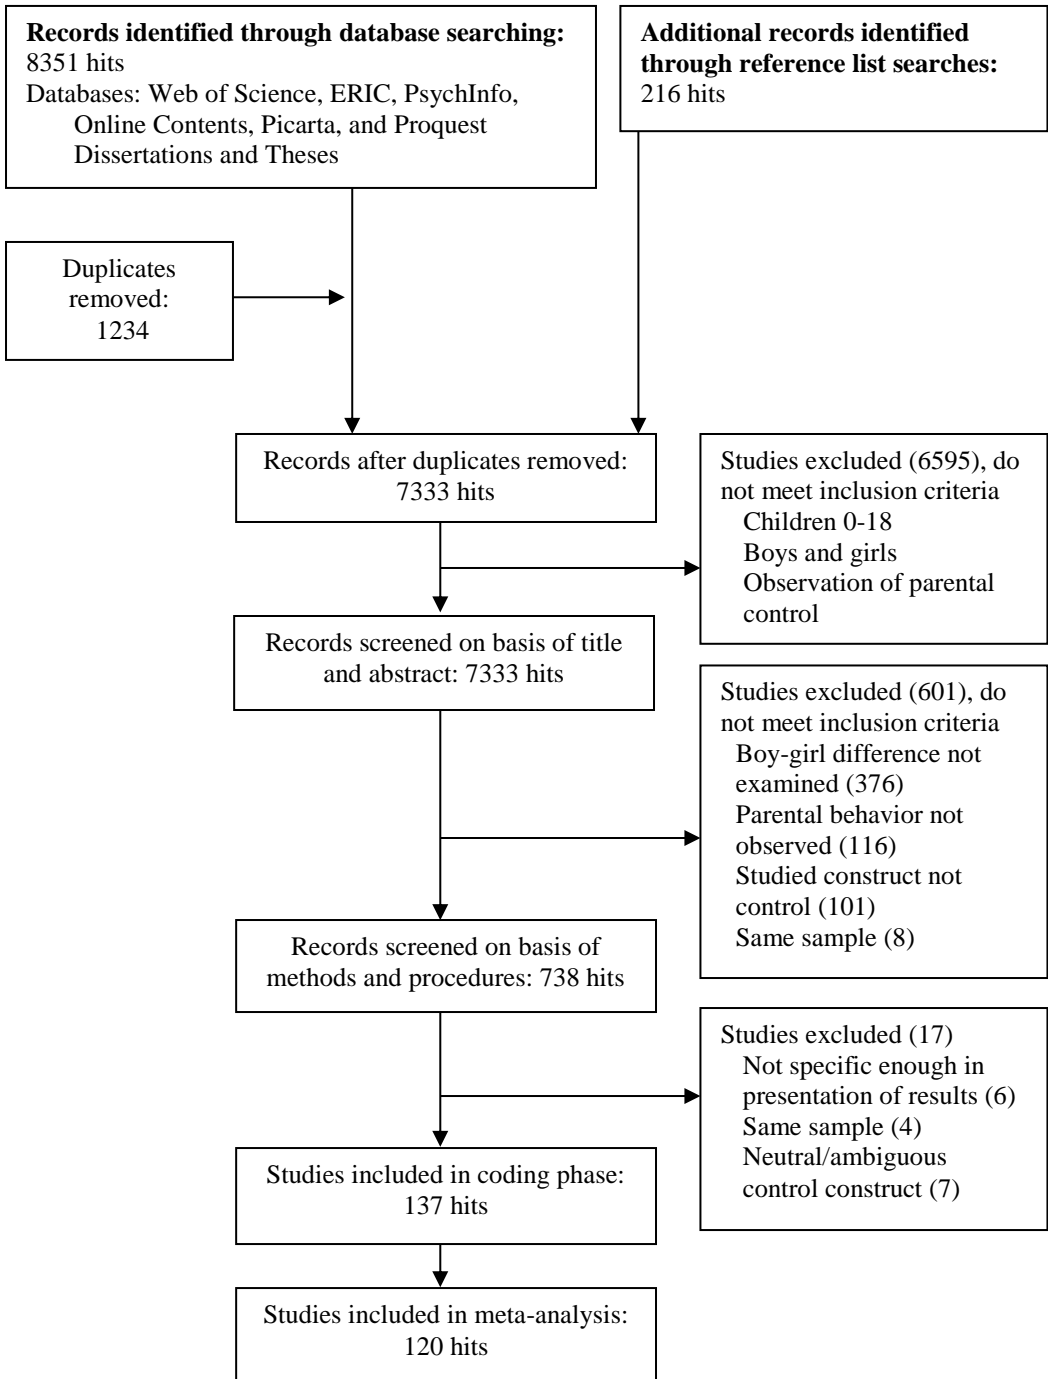 Records identified through database searching:
8351 hits
Databases: Web of Science, ERIC, PsychInfo,
Online Contents, Picarta, and Proquest
Dissertations and Theses
Additional records identified
through reference list searches:
216 hits
Duplicates
removed:
1234
Records after duplicates removed:
7333 hits
Studies excluded (6595), do
not meet inclusion criteria
Children 0-18
Boys and girls
Observation of parental
control
Records screened on basis of title
and abstract: 7333 hits
Studies excluded (601), do
not meet inclusion criteria
Boy-girl difference not
examined (376)
Parental behavior not
observed (116)
Studied construct not
control (101)
Same sample (8)
Records screened on basis of
methods and procedures: 738 hits
Studies excluded (17)
Not specific enough in
presentation of results (6)
Same sample (4)
Neutral/ambiguous
control construct (7)
Studies included in coding phase:
137 hits
Studies included in meta-analysis:
120 hits